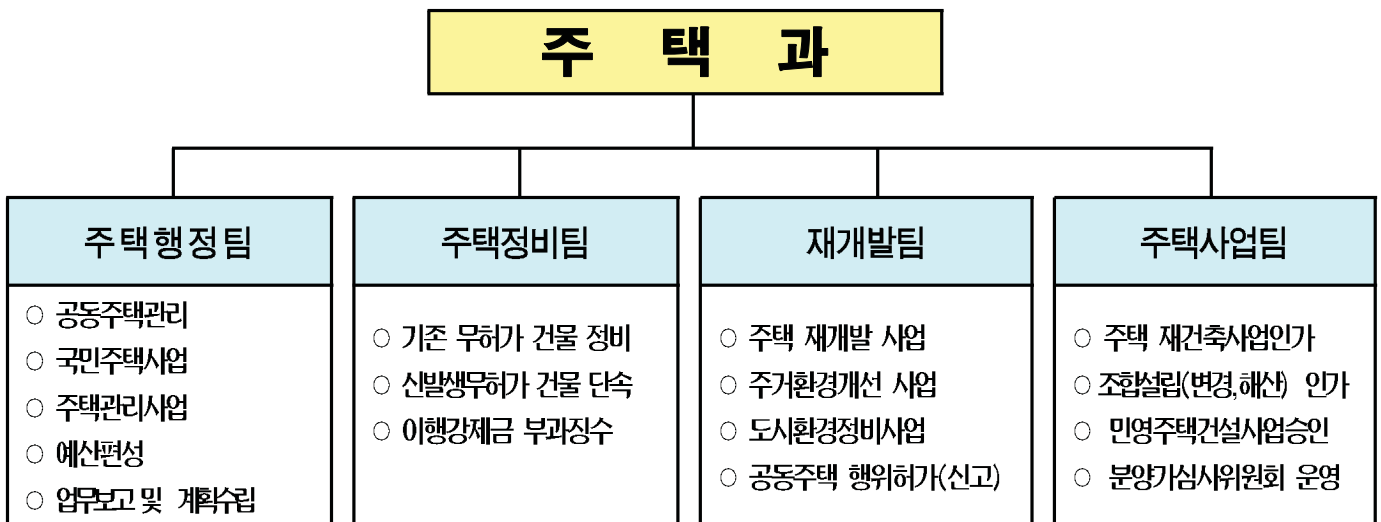 주 택 과
주택행정팀
○ 공동주택관리
○ 국민주택사업
○ 주택관리사업
○ 예산편성
○ 업무보고 및 계획수립
주택정비팀
○ 기존 무허가 건물 정비
○ 신발생무허가 건물 단속
○ 이행강제금 부과징수
재개발팀
○ 주택 재개발 사업
○ 주거환경개선 사업
○ 도시환경정비사업
○ 공동주택 행위허가(신고)
주택사업팀
○ 주택 재건축사업인가
○ 조합설립(변경,해산) 인가
○ 민영주택건설사업승인
○ 분양가심사위원회 운영